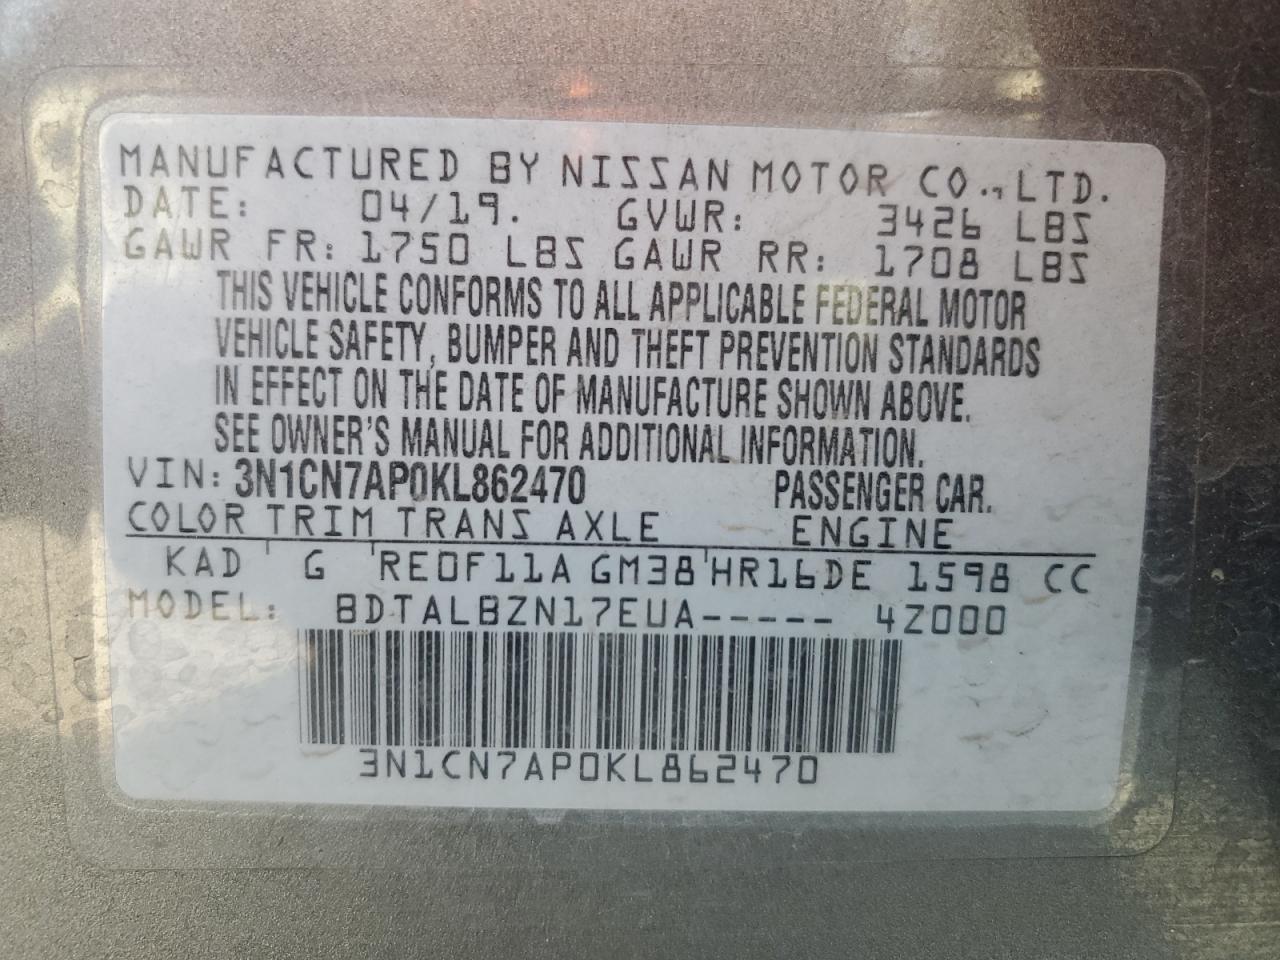 MANUFACTURED BY NISSAN MOTOR CO., LTD.
DATE: 04/19. GVWR: 3426 LBS
GAWR FR: 1750 LBS GAWR RR: 1708 LBS
THIS VEHICLE CONFORMS TO ALL APPLICABLE FEDERAL MOTOR
VEHICLE SAFETY, BUMPER AND THEFT PREVENTION STANDARDS
IN EFFECT ON THE DATE OF MANUFACTURE SHOWN ABOVE.
SEE OWNER'S MANUAL FOR ADDITIONAL INFORMATION.
VIN: 3N1CN7AP0KL862470 PASSENGER CAR.
COLOR TRIM TRANS AXLE ENGINE
KAD G RE0F11A GM38 HR16DE 1598 CC
MODEL: BDTALBZN17EUA----- 4Z000
3N1CN7AP0KL862470